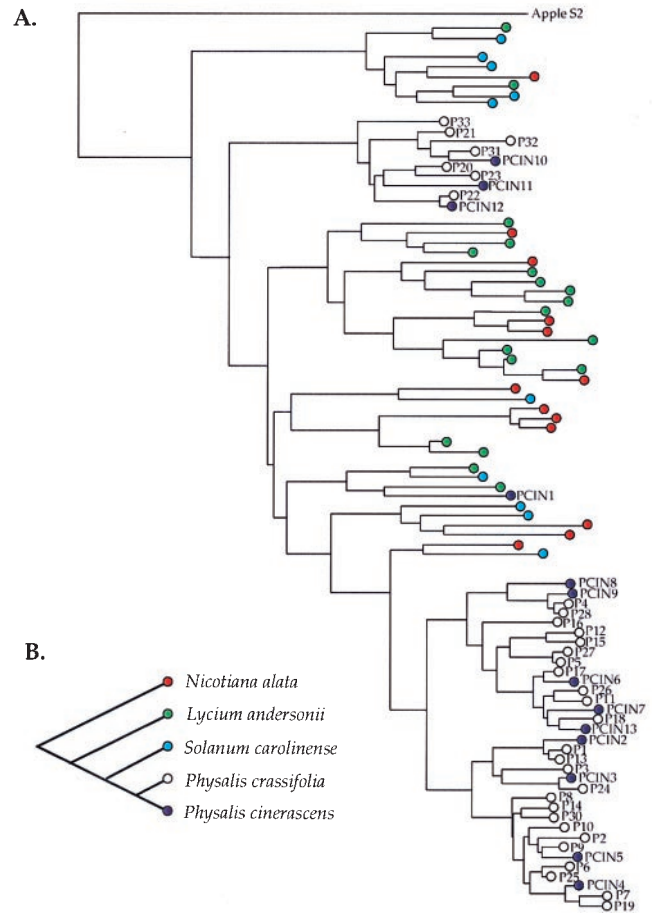 A.
Apple S2
P33
P21
P32
P31
PCIN10
P20
P23
PCIN11
P22
PCIN12
PCIN1
PCIN8
PCIN9
P4
P28
P16
P12
P15
P27
P5
P17
PCIN6
P26
P11
PCIN7
P18
PCIN13
PCIN2
P1
P13
P3
PCIN3
P24
P8
P14
P30
P10
P2
P9
PCIN5
P6
P25
PCIN4
P7
P19
B.
Nicotiana alata
Lycium andersonii
Solanum carolinense
Physalis crassifolia
Physalis cinerascens